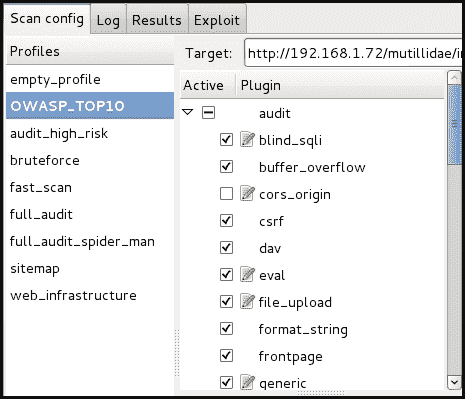 Scan config Log Results Exploit
Profiles
empty_profile
OWASP_TOP10
audit_high_risk
bruteforce
fast_scan
full_audit
full_audit_spider_man
sitemap
web_infrastructure
Target: http://192.168.1.72/mutillidae/in
Active Plugin
audit
blind_sqli
buffer_overflow
cors_origin
csrf
dav
eval
file_upload
format_string
frontpage
generic